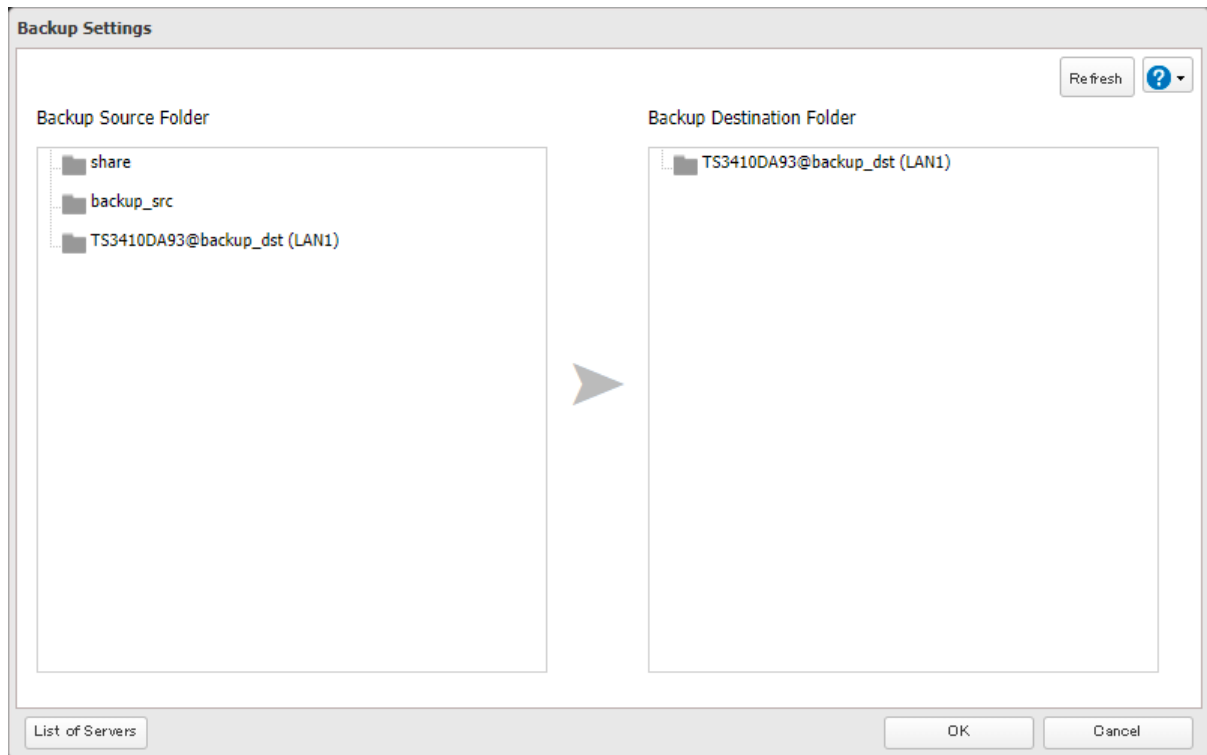 Backup Settings
Refresh
?
Backup Source Folder
Backup Destination Folder
share
backup_src
TS3410DA93@backup_dst (LAN1)
TS3410DA93@backup_dst (LAN1)
List of Servers
OK
Cancel